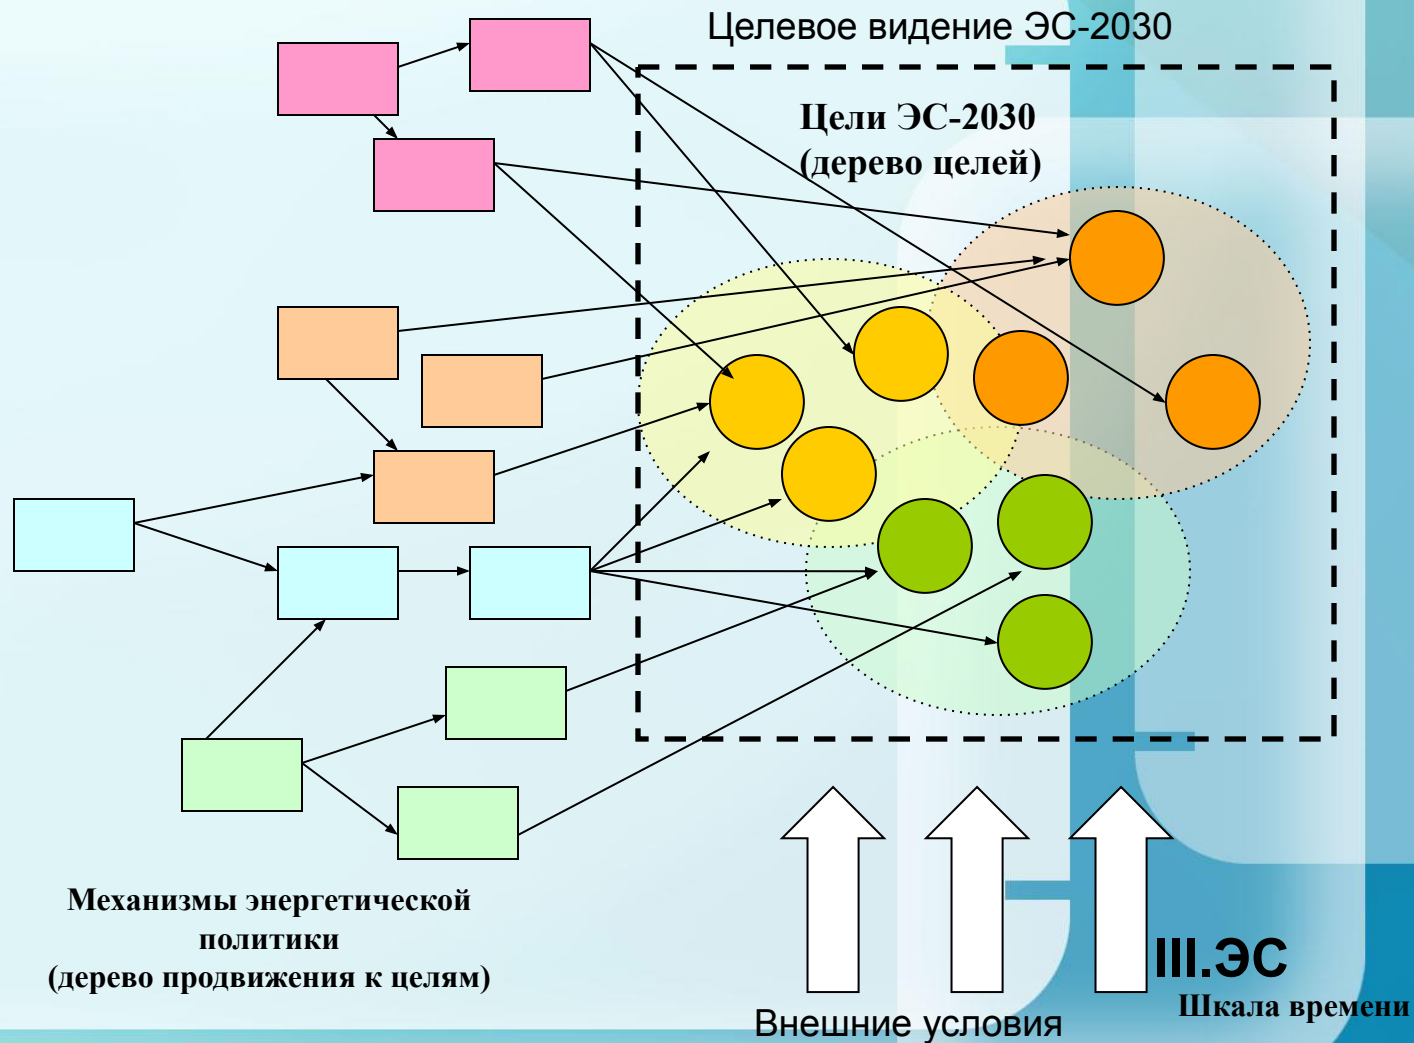 Целевое видение ЭС-2030
Цели ЭС-2030
(дерево целей)
Механизмы энергетической
политики
(дерево продвижения к целям)
III.ЭС
Шкала времени
Внешние условия